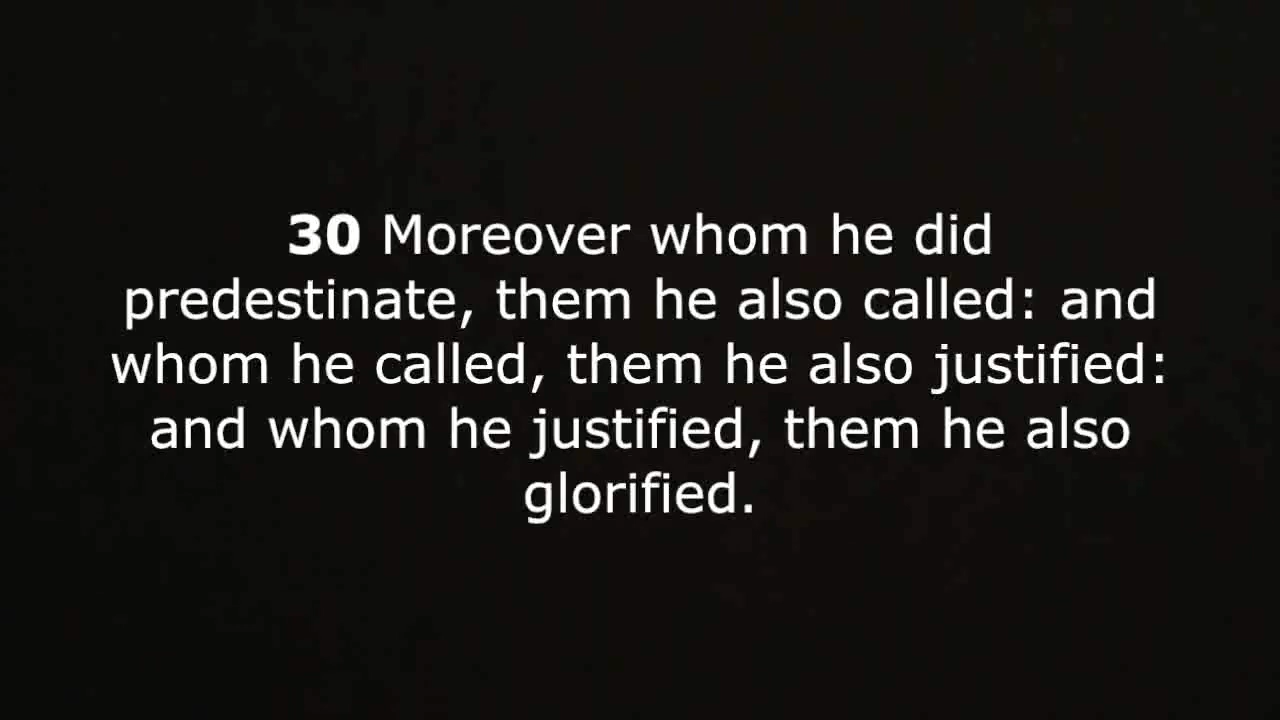 30 Moreover whom he did
predestinate, them he also called: and
whom he called, them he also justified:
and whom he justified, them he also
glorified.